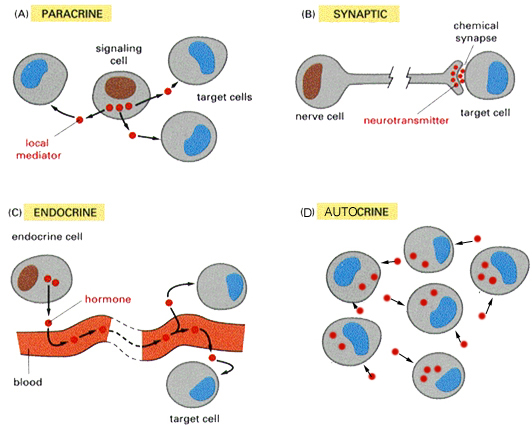 (A) PARACRINE
signaling
cell
target cells
local
mediator
(B) SYNAPTIC
chemical
synapse
nerve cell
neurotransmitter
target cell
(C) ENDOCRINE
endocrine cell
hormone
blood
target cell
(D) AUTOCRINE